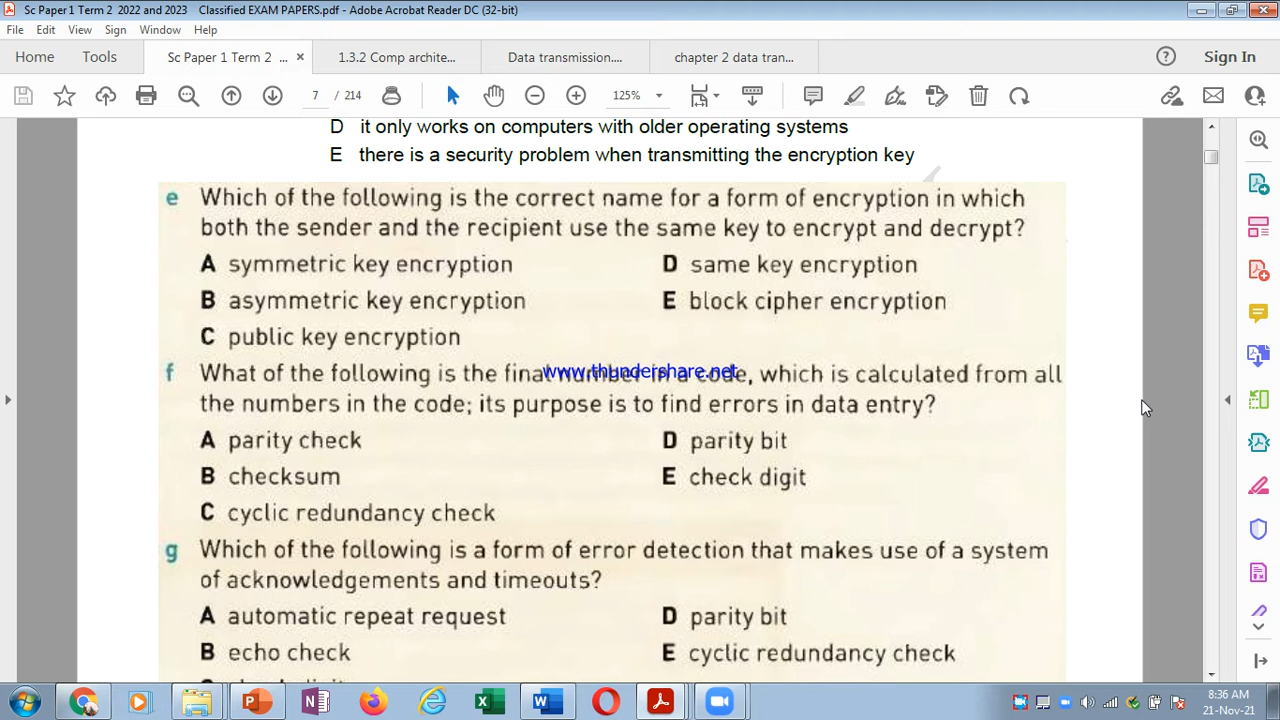 Sc Paper 1 Term 2 2022 and 2023 Classified EXAM PAPERS.pdf - Adobe Acrobat Reader DC (32-bit)
File Edit View Sign Window Help
Home Tools Sc Paper 1 Term 2 ... × 1.3.2 Comp archite... Data transmission.... chapter 2 data tran... Sign In
7 / 214 125%
D it only works on computers with older operating systems
E there is a security problem when transmitting the encryption key
e Which of the following is the correct name for a form of encryption in which
both the sender and the recipient use the same key to encrypt and decrypt?
A symmetric key encryption D same key encryption
B asymmetric key encryption E block cipher encryption
C public key encryption
f What of the following is the final number in a code, which is calculated from all
www.thundershare.net
the numbers in the code; its purpose is to find errors in data entry?
A parity check D parity bit
B checksum E check digit
C cyclic redundancy check
g Which of the following is a form of error detection that makes use of a system
of acknowledgements and timeouts?
A automatic repeat request D parity bit
B echo check E cyclic redundancy check
8:36 AM
21-Nov-21